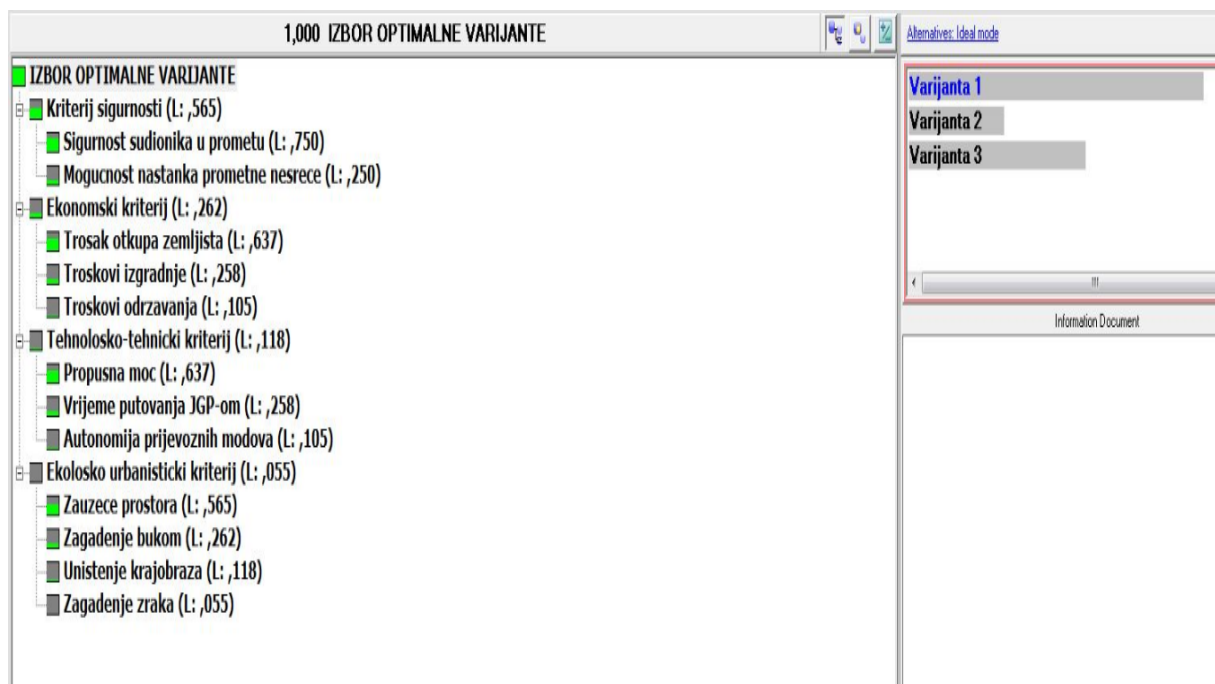 1,000 IZBOR OPTIMALNE VARIJANTE
IZBOR OPTIMALNE VARIJANTE
Kriterij sigurnosti (L: ,565)
Sigurnost sudionika u prometu (L: ,750)
Mogucnost nastanka prometne nesrece (L: ,250)
Ekonomski kriterij (L: ,262)
Trosak otkupa zemljista (L: ,637)
Troskovi izgradnje (L: ,258)
Troskovi odrzavanja (L: ,105)
Tehnolosko-tehnicki kriterij (L: ,118)
Propusna moc (L: ,637)
Vrijeme putovanja JGP-om (L: ,258)
Autonomija prijevoznih modova (L: ,105)
Ekolosko urbanisticki kriterij (L: ,055)
Zauzece prostora (L: ,565)
Zagadenje bukom (L: ,262)
Unistenje krajobraza (L: ,118)
Zagadenje zraka (L: ,055)
Alternatives: Ideal mode
Varijanta 1
Varijanta 2
Varijanta 3
Information Document